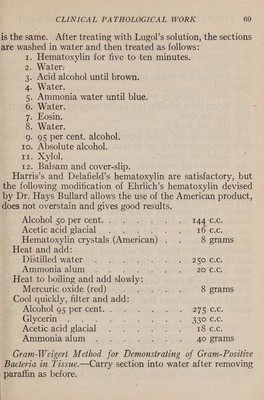 CLINICAL PATHOLOGICAL WORK 69
is the same. After treating with Lugol's solution, the sections
are washed in water and then treated as follows:
1. Hematoxylin for five to ten minutes.
2. Water:
3. Acid alcohol until brown.
4. Water.
5. Ammonia water until blue.
6. Water.
7. Eosin.
8. Water.
9. 95 per cent. alcohol.
10. Absolute alcohol.
11. Xylol.
12. Balsam and cover-slip.
Harris's and Delafield's hematoxylin are satisfactory, but
the following modification of Ehrlich's hematoxylin devised
by Dr. Hays Bullard allows the use of the American product,
does not overstain and gives good results.
Alcohol 50 per cent. . . . . . . 144 c.c.
Acetic acid glacial . . . . . . 16 c.c.
Hematoxylin crystals (American) . . 8 grams
Heat and add:
Distilled water . . . . . . . 250 c.c.
Ammonia alum . . . . . . . 20 c.c.
Heat to boiling and add slowly:
Mercuric oxide (red) . . . . . 8 grams
Cool quickly, filter and add:
Alcohol 95 per cent. . . . . . . 275 c.c.
Glycerin . . . . . . . . 330 c.c.
Acetic acid glacial . . . . . . 18 c.c.
Ammonia alum . . . . . . . 40 grams
Gram-Weigert Method for Demonstrating of Gram-Positive
Bacteria in Tissue.—Carry section into water after removing
paraffin as before.